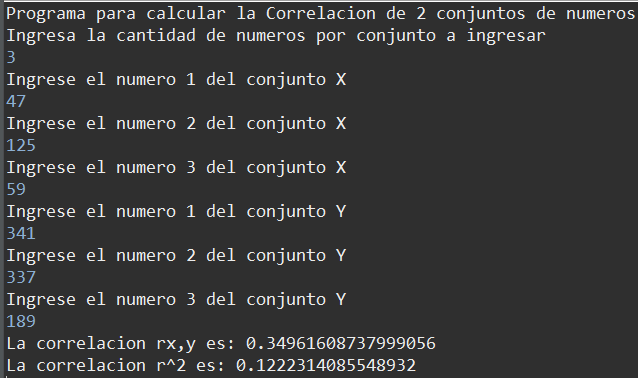 Programa para calcular la Correlacion de 2 conjuntos de numeros
Ingresa la cantidad de numeros por conjunto a ingresar
3
Ingrese el numero 1 del conjunto X
47
Ingrese el numero 2 del conjunto X
125
Ingrese el numero 3 del conjunto X
59
Ingrese el numero 1 del conjunto Y
341
Ingrese el numero 2 del conjunto Y
337
Ingrese el numero 3 del conjunto Y
189
La correlacion rx,y es: 0.34961608737999056
La correlacion r^2 es: 0.1222314085548932